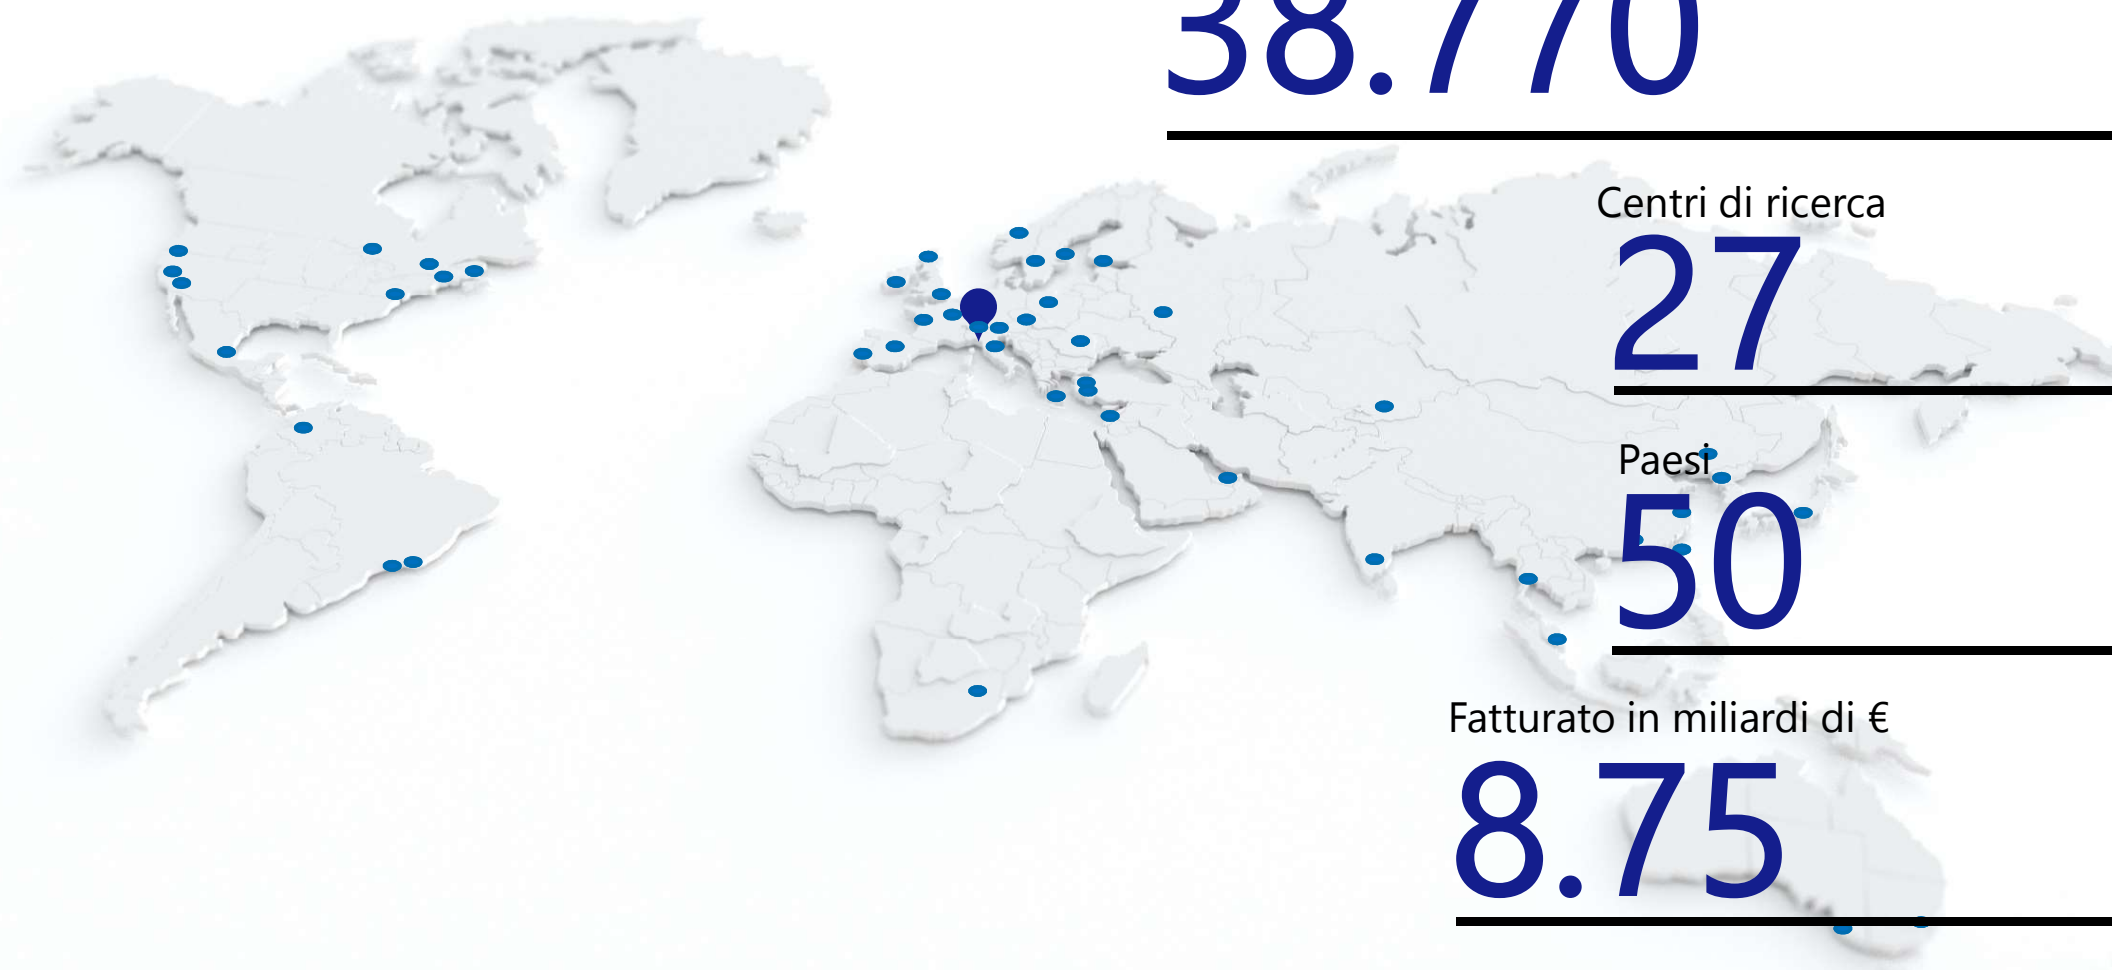 38.770
Centri di ricerca
27
Paesi
50
Fatturato in miliardi di €
8.75